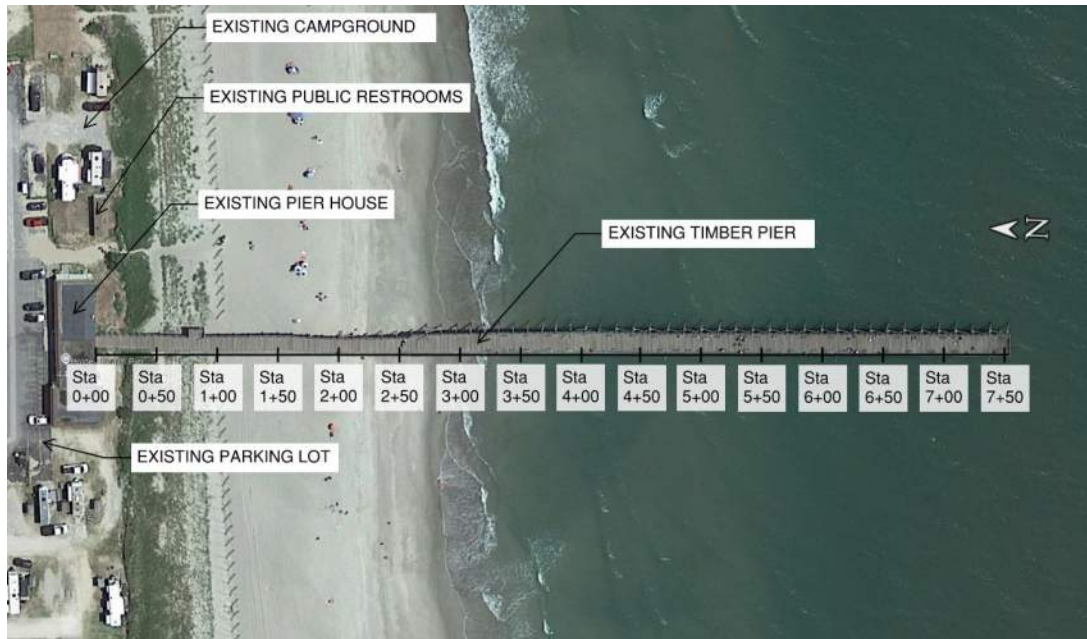 EXISTING CAMPGROUND
EXISTING PUBLIC RESTROOMS
EXISTING PIER HOUSE
EXISTING TIMBER PIER
N
Sta
0+00
Sta
0+50
Sta
1+00
Sta
1+50
Sta
2+00
Sta
2+50
Sta
3+00
Sta
3+50
Sta
4+00
Sta
4+50
Sta
5+00
Sta
5+50
Sta
6+00
Sta
6+50
Sta
7+00
Sta
7+50
EXISTING PARKING LOT